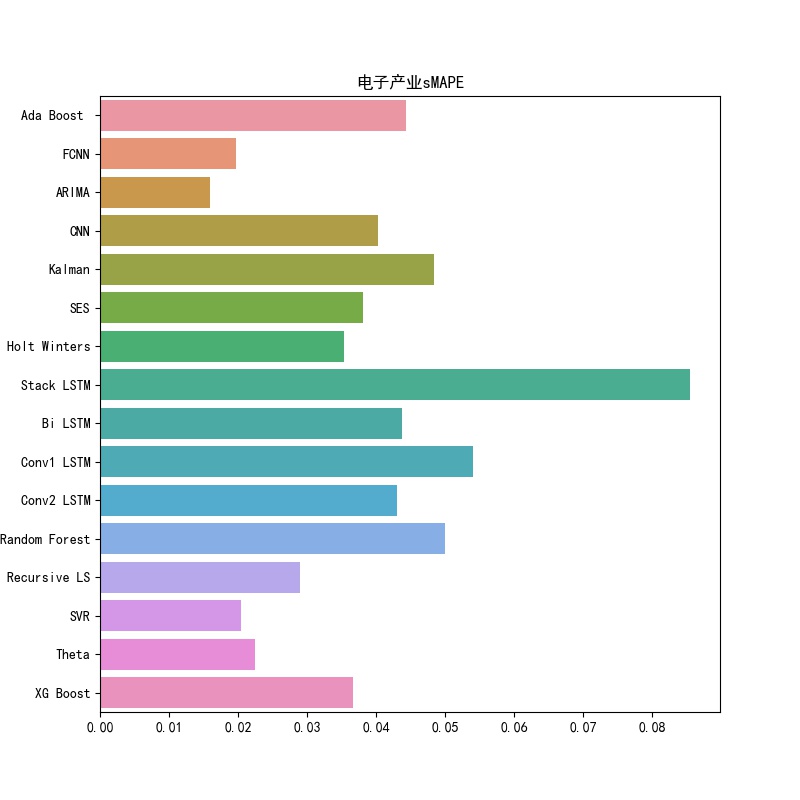 电子产业sMAPE
Ada Boost
FCNN
ARIMA
CNN
Kalman
SES
Holt Winters
Stack LSTM
Bi LSTM
Conv1 LSTM
Conv2 LSTM
Random Forest
Recursive LS
SVR
Theta
XG Boost
0.00 0.01 0.02 0.03 0.04 0.05 0.06 0.07 0.08